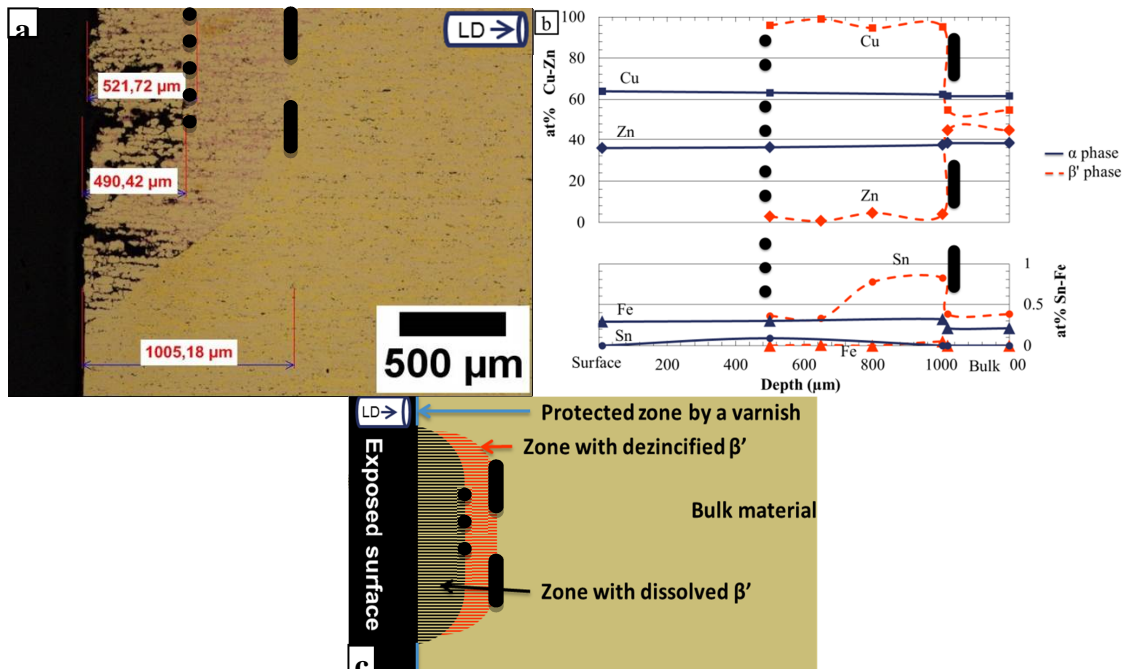 a
LD
521,72 µm
490,42 µm
1005,18 µm
500 µm
b
at% Cu-Zn
100
80
60
40
20
0
Cu
Cu
Zn
Zn
α phase
β' phase
Sn
Fe
Sn
Fe
1
0.5
0
at% Sn-Fe
Surface 200 400 600 800 1000 Bulk 00
Depth (µm)
LD
Protected zone by a varnish
Zone with dezincified β’
Exposed surface
Bulk material
Zone with dissolved β’
c